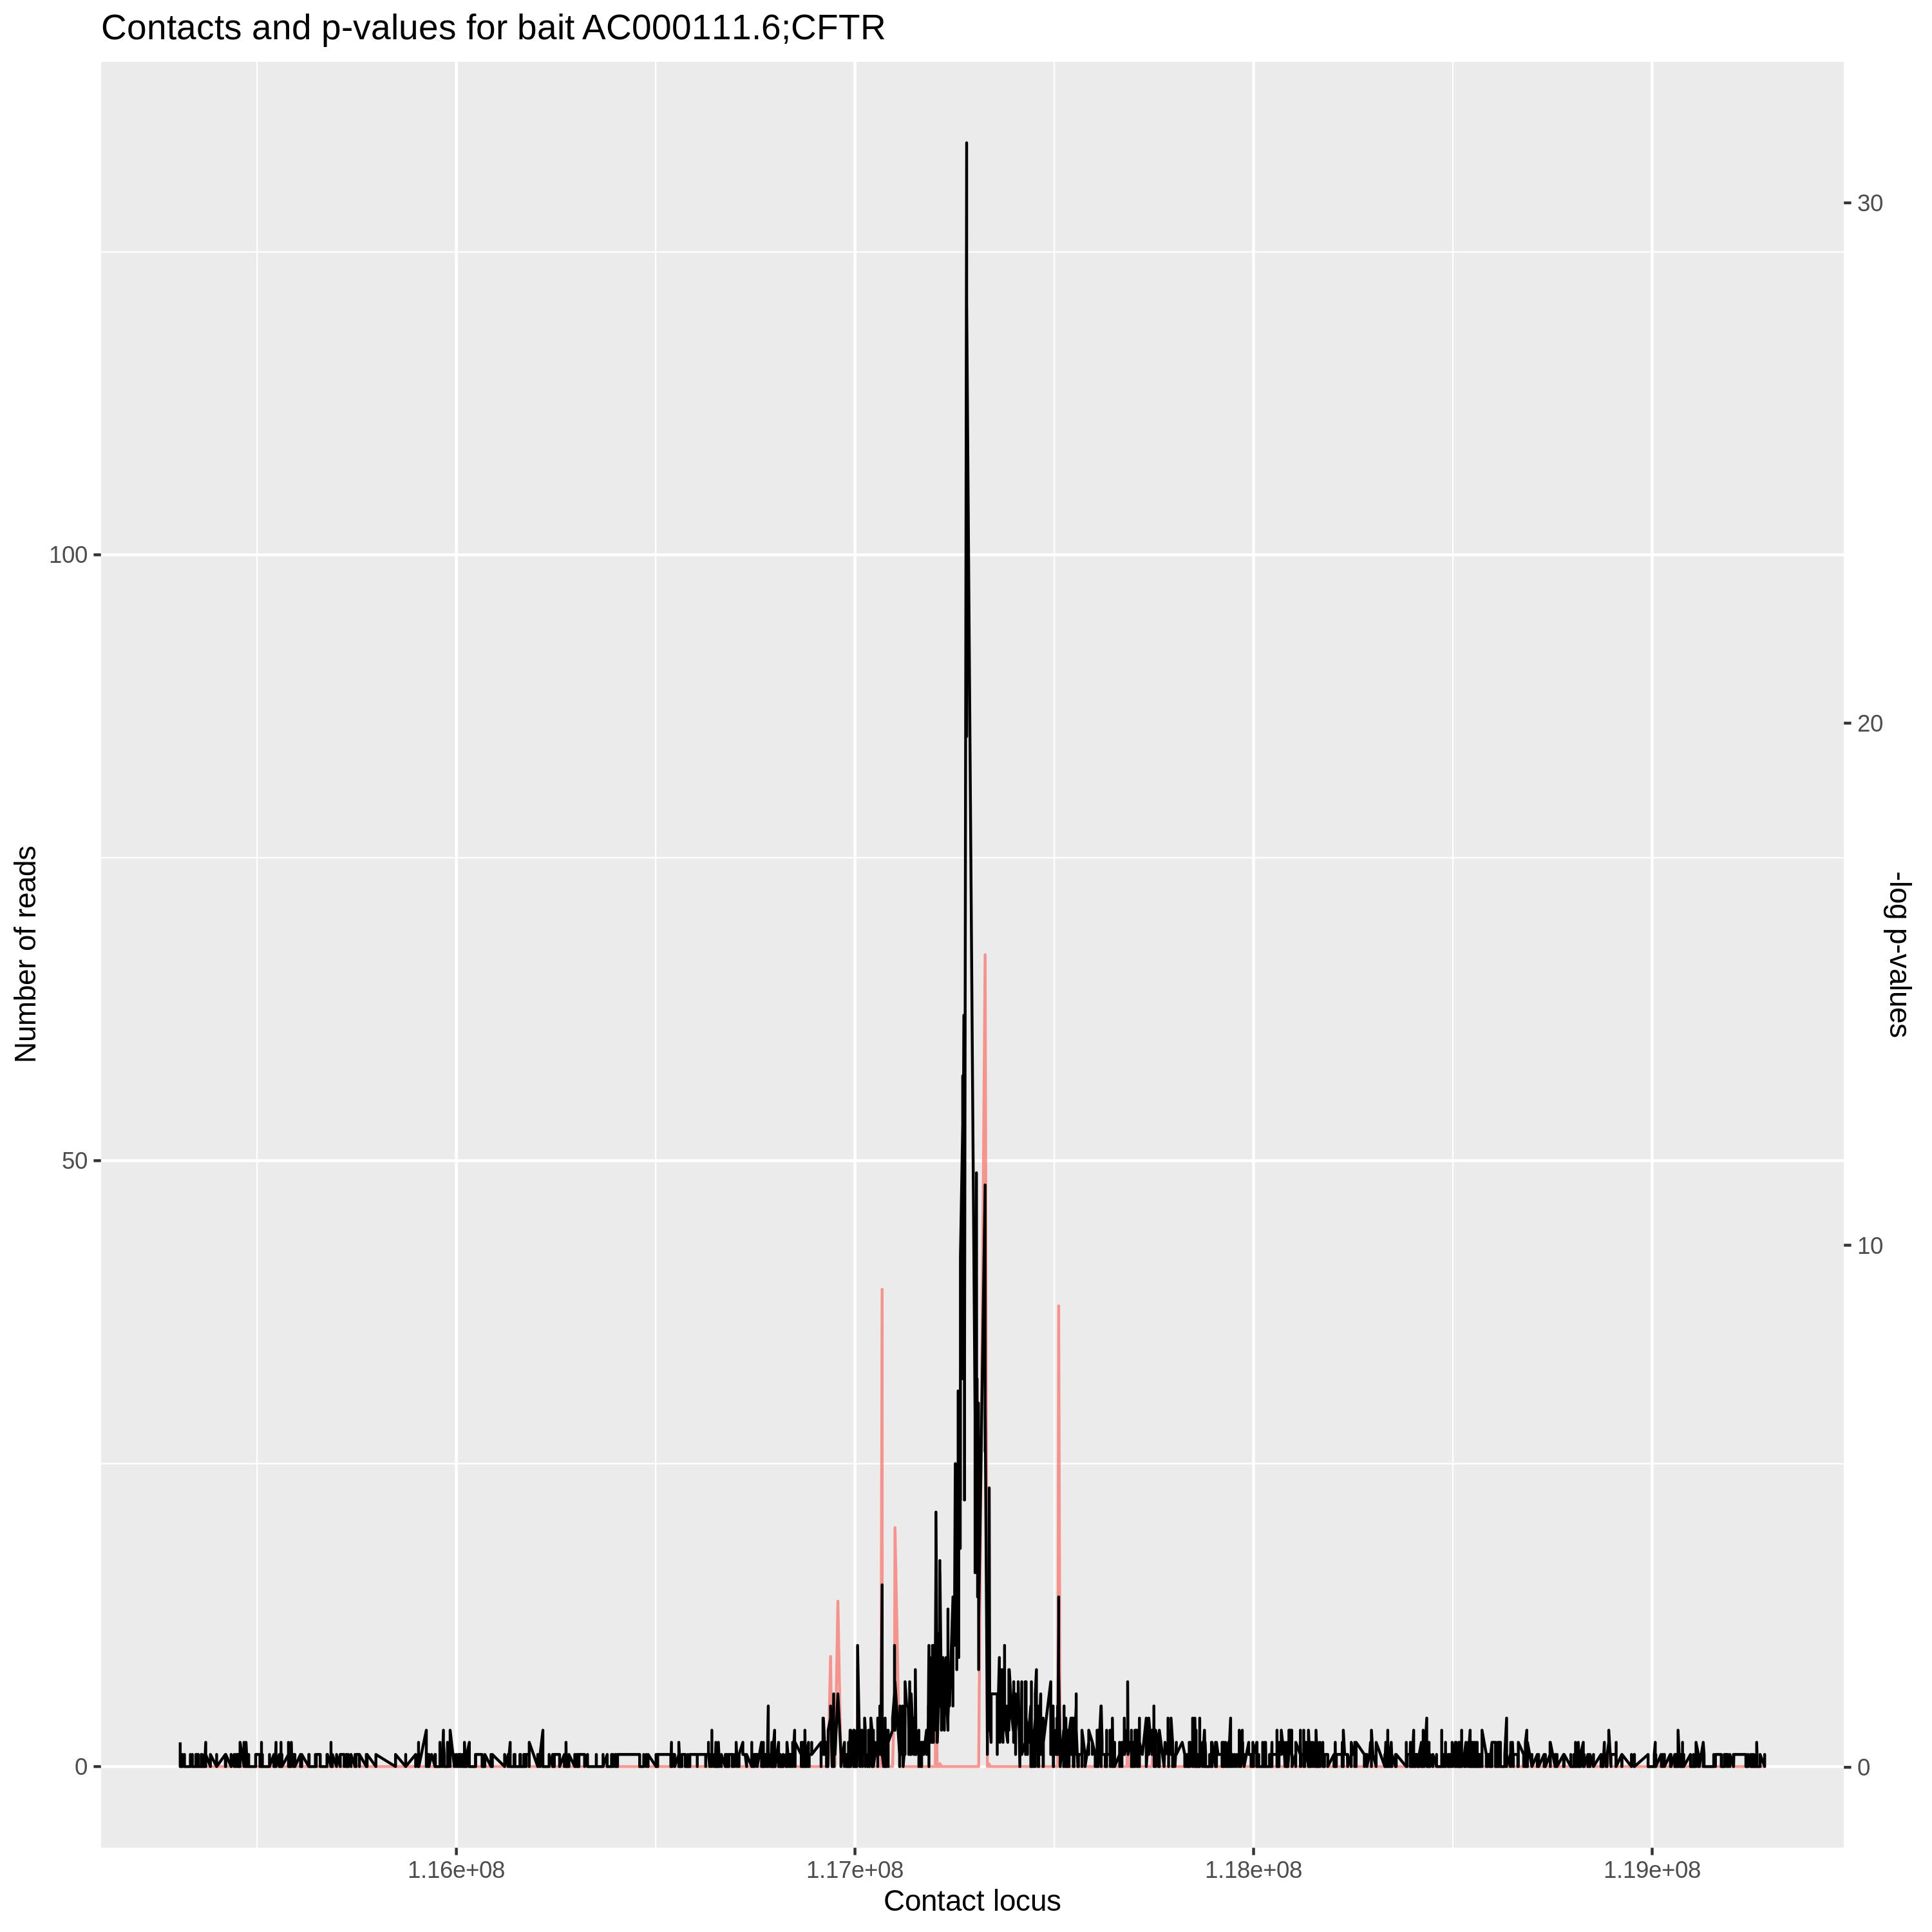 Contacts and p-values for bait AC000111.6;CFTR
Number of reads
100
50
0
30
20
10
0
-log p-values
1.16e+08
1.17e+08
1.18e+08
1.19e+08
Contact locus